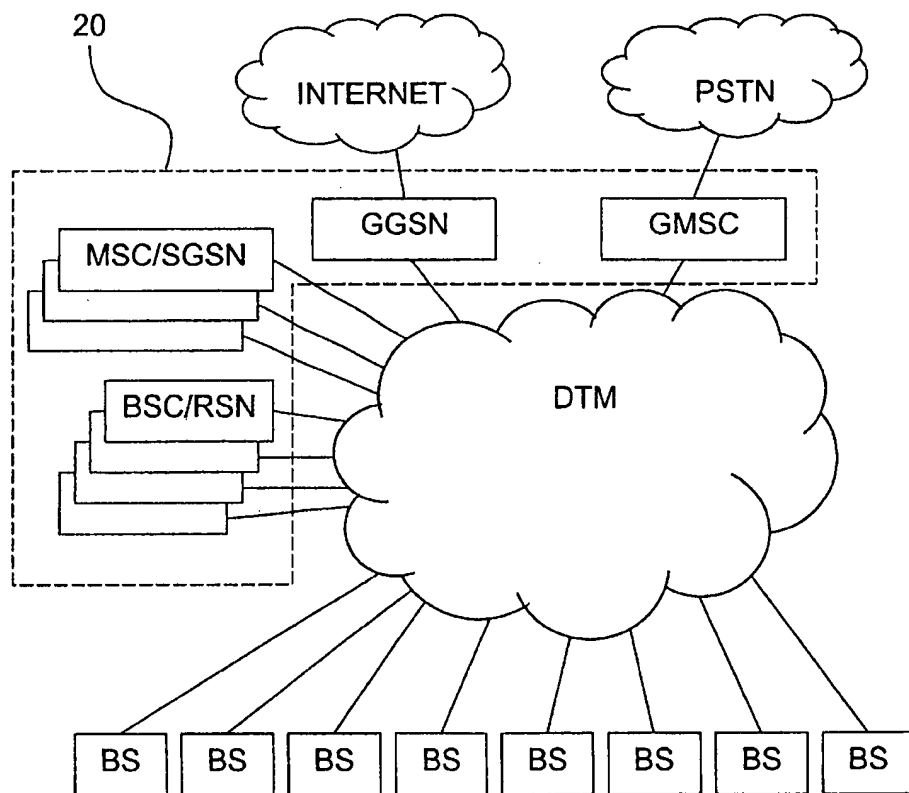 20
INTERNET
PSTN
GGSN
GMSC
MSC/SGSN
BSC/RSN
DTM
BS BS BS BS BS BS BS BS